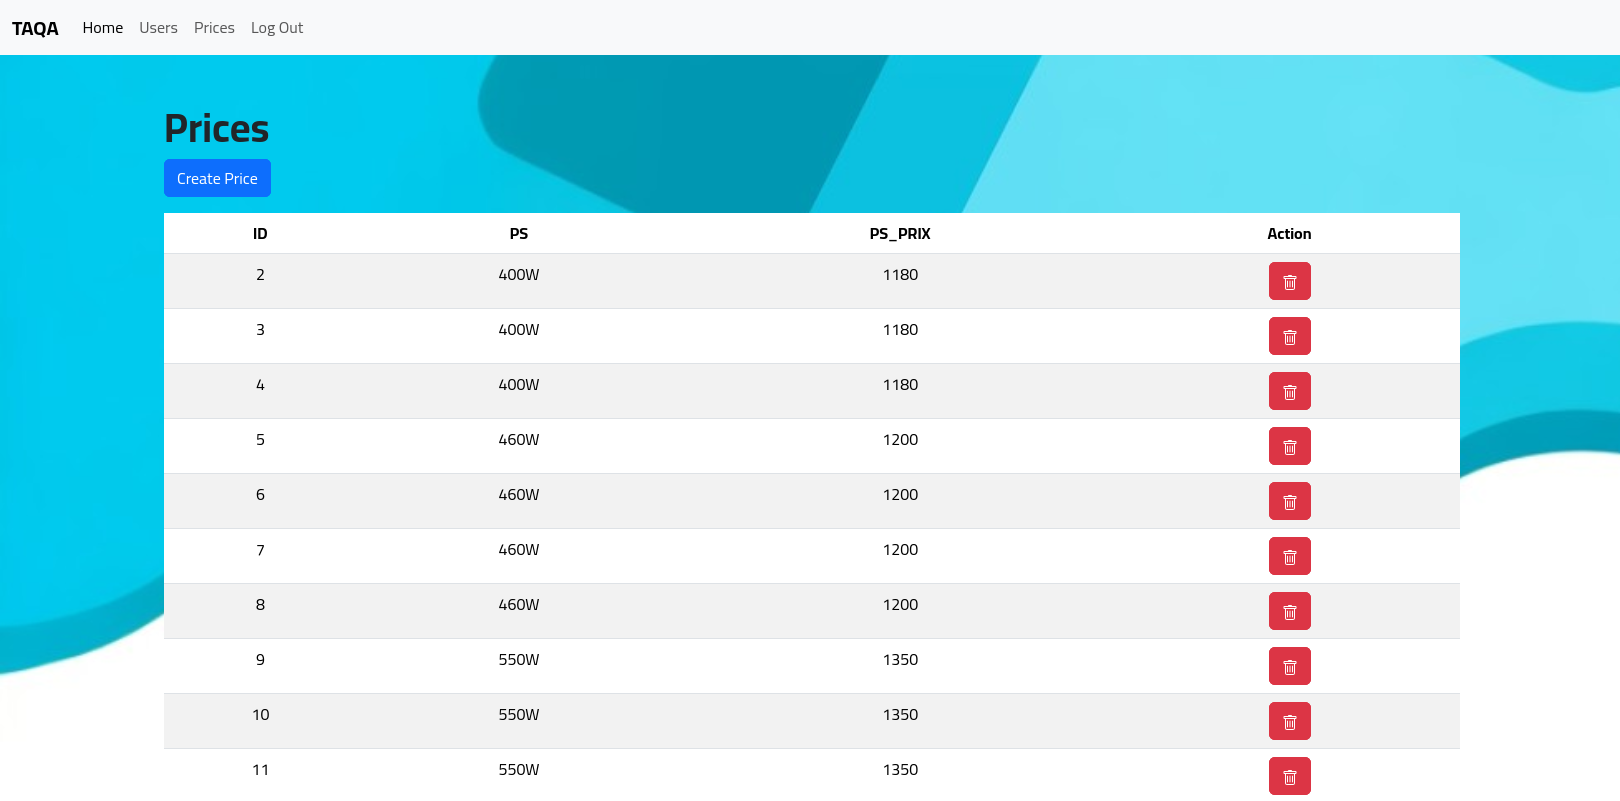 TAQA Home Users Prices Log Out
Prices
Create Price
ID PS PS_PRIX Action
2 400W 1180
3 400W 1180
4 400W 1180
5 460W 1200
6 460W 1200
7 460W 1200
8 460W 1200
9 550W 1350
10 550W 1350
11 550W 1350